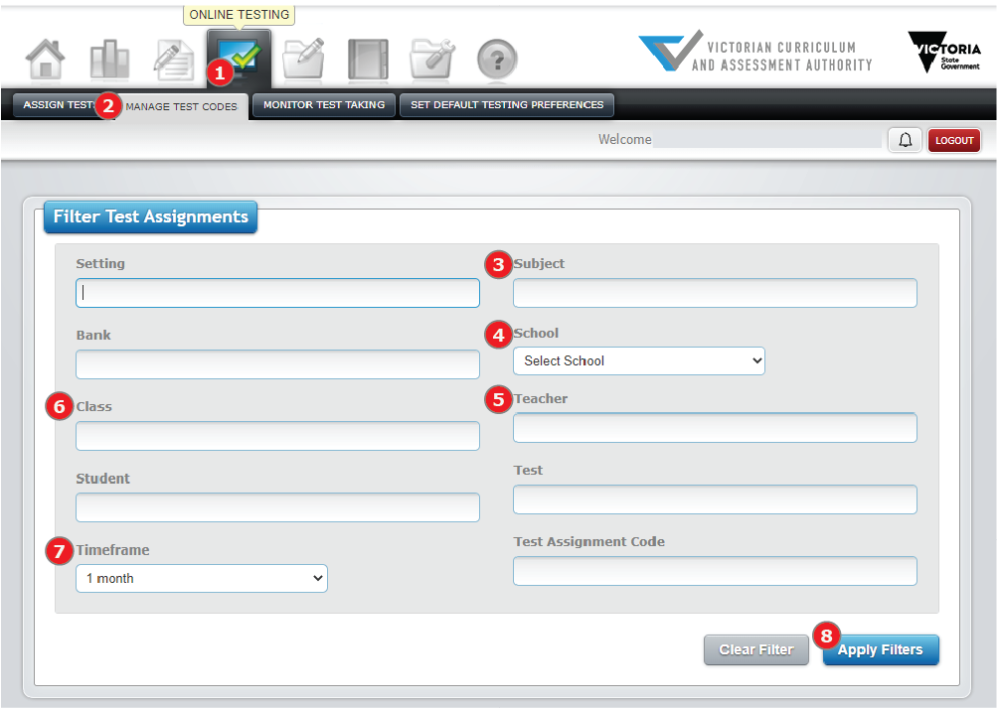 ONLINE TESTING
1
VICTORIAN CURRICULUM
AND ASSESSMENT AUTHORITY
VICTORIA
State
Government
?
ASSIGN TEST
2
MANAGE TEST CODES
MONITOR TEST TAKING
SET DEFAULT TESTING PREFERENCES
Welcome
LOGOUT
Filter Test Assignments
Setting
3 Subject
Bank
4 School
Select School
6 Class
5 Teacher
Student
Test
7 Timeframe
1 month
Test Assignment Code
Clear Filter
8
Apply Filters